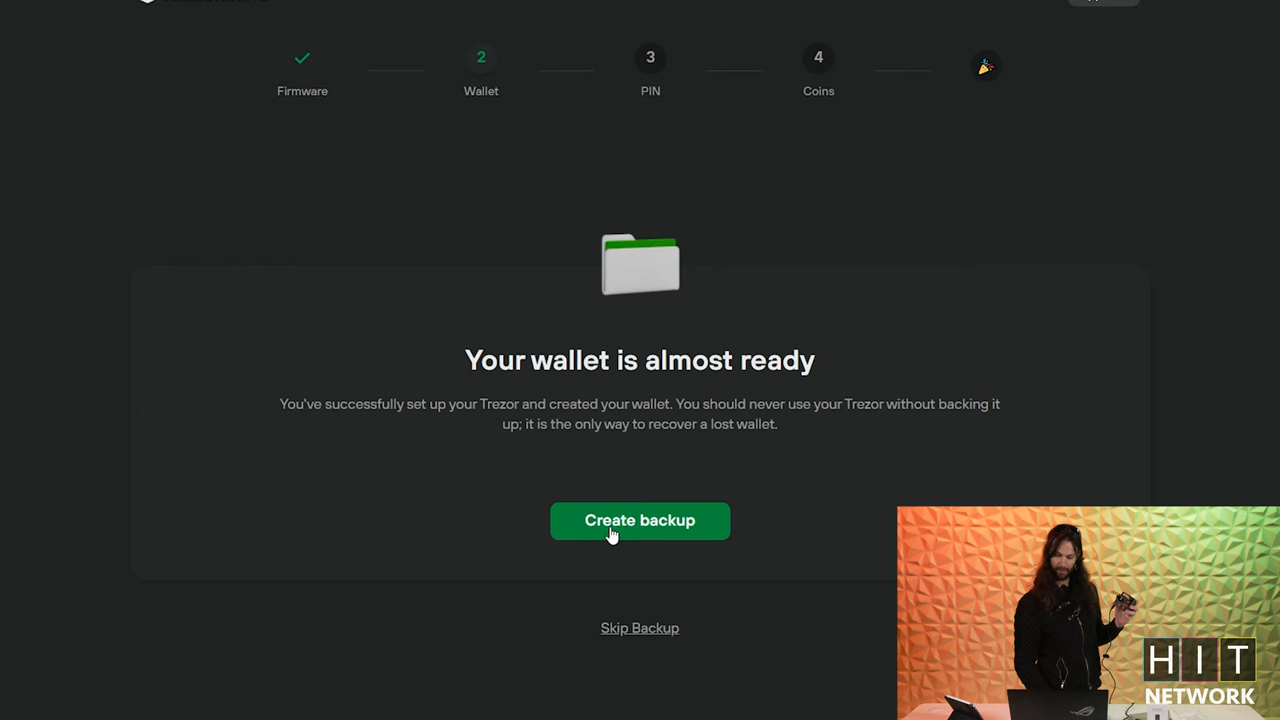 2
3
4
Firmware
Wallet
PIN
Coins
Your wallet is almost ready
You've successfully set up your Trezor and created your wallet. You should never use your Trezor without backing it
up; it is the only way to recover a lost wallet.
Create backup
Skip Backup
HIT
NETWORK